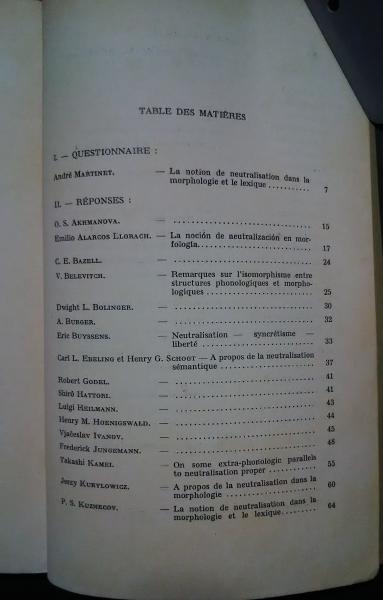 TABLE DES MATIÈRES
I. — QUESTIONNAIRE :
André MARTINET. — La notion de neutralisation dans la
morphologie et le lexique ........... 7
II. — RÉPONSES :
O. S. AKHMANOVA. — ........................ 15
Emilio ALARCOS LLORACH. — La noción de neutralización en mor-
fología........................ 17
C. E. BAZELL. — ........................ 24
V. BELEVITCH. — Remarques sur l'isomorphisme entre
structures phonologiques et morpho-
logiques ........................ 25
Dwight L. BOLINGER. — ........................ 30
A. BURGER. — ........................ 32
Eric BUYSSENS. — Neutralisation — syncrétisme —
liberté ........................ 33
Carl L. EBELING et Henry G. SCHOGT — A propos de la neutralisation
sémantique ........................ 37
Robert GODEL. — ........................ 41
Shirô HATTORI. — ........................ 41
Luigi HEILMANN. — ........................ 43
Henry M. HOENIGSWALD. — ........................ 44
Vjačeslav IVANOV. — ........................ 45
Frederick JUNGEMANN. — ........................ 48
Takashi KAMEI. — On some extra-phonologic parallels
to neutralization proper ............ 55
Jerzy KURYLOWICZ. — A propos de la neutralisation dans la
morphologie ..................... 60
P. S. KUZNECOV. — La notion de neutralisation dans la
morphologie et le lexique......... 64